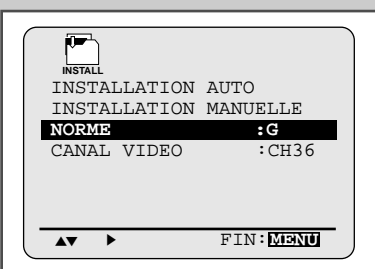 INSTALL
INSTALLATION AUTO
INSTALLATION MANUELLE
NORME :G
CANAL VIDEO :CH36
▲▼ ▶ FIN:MENU